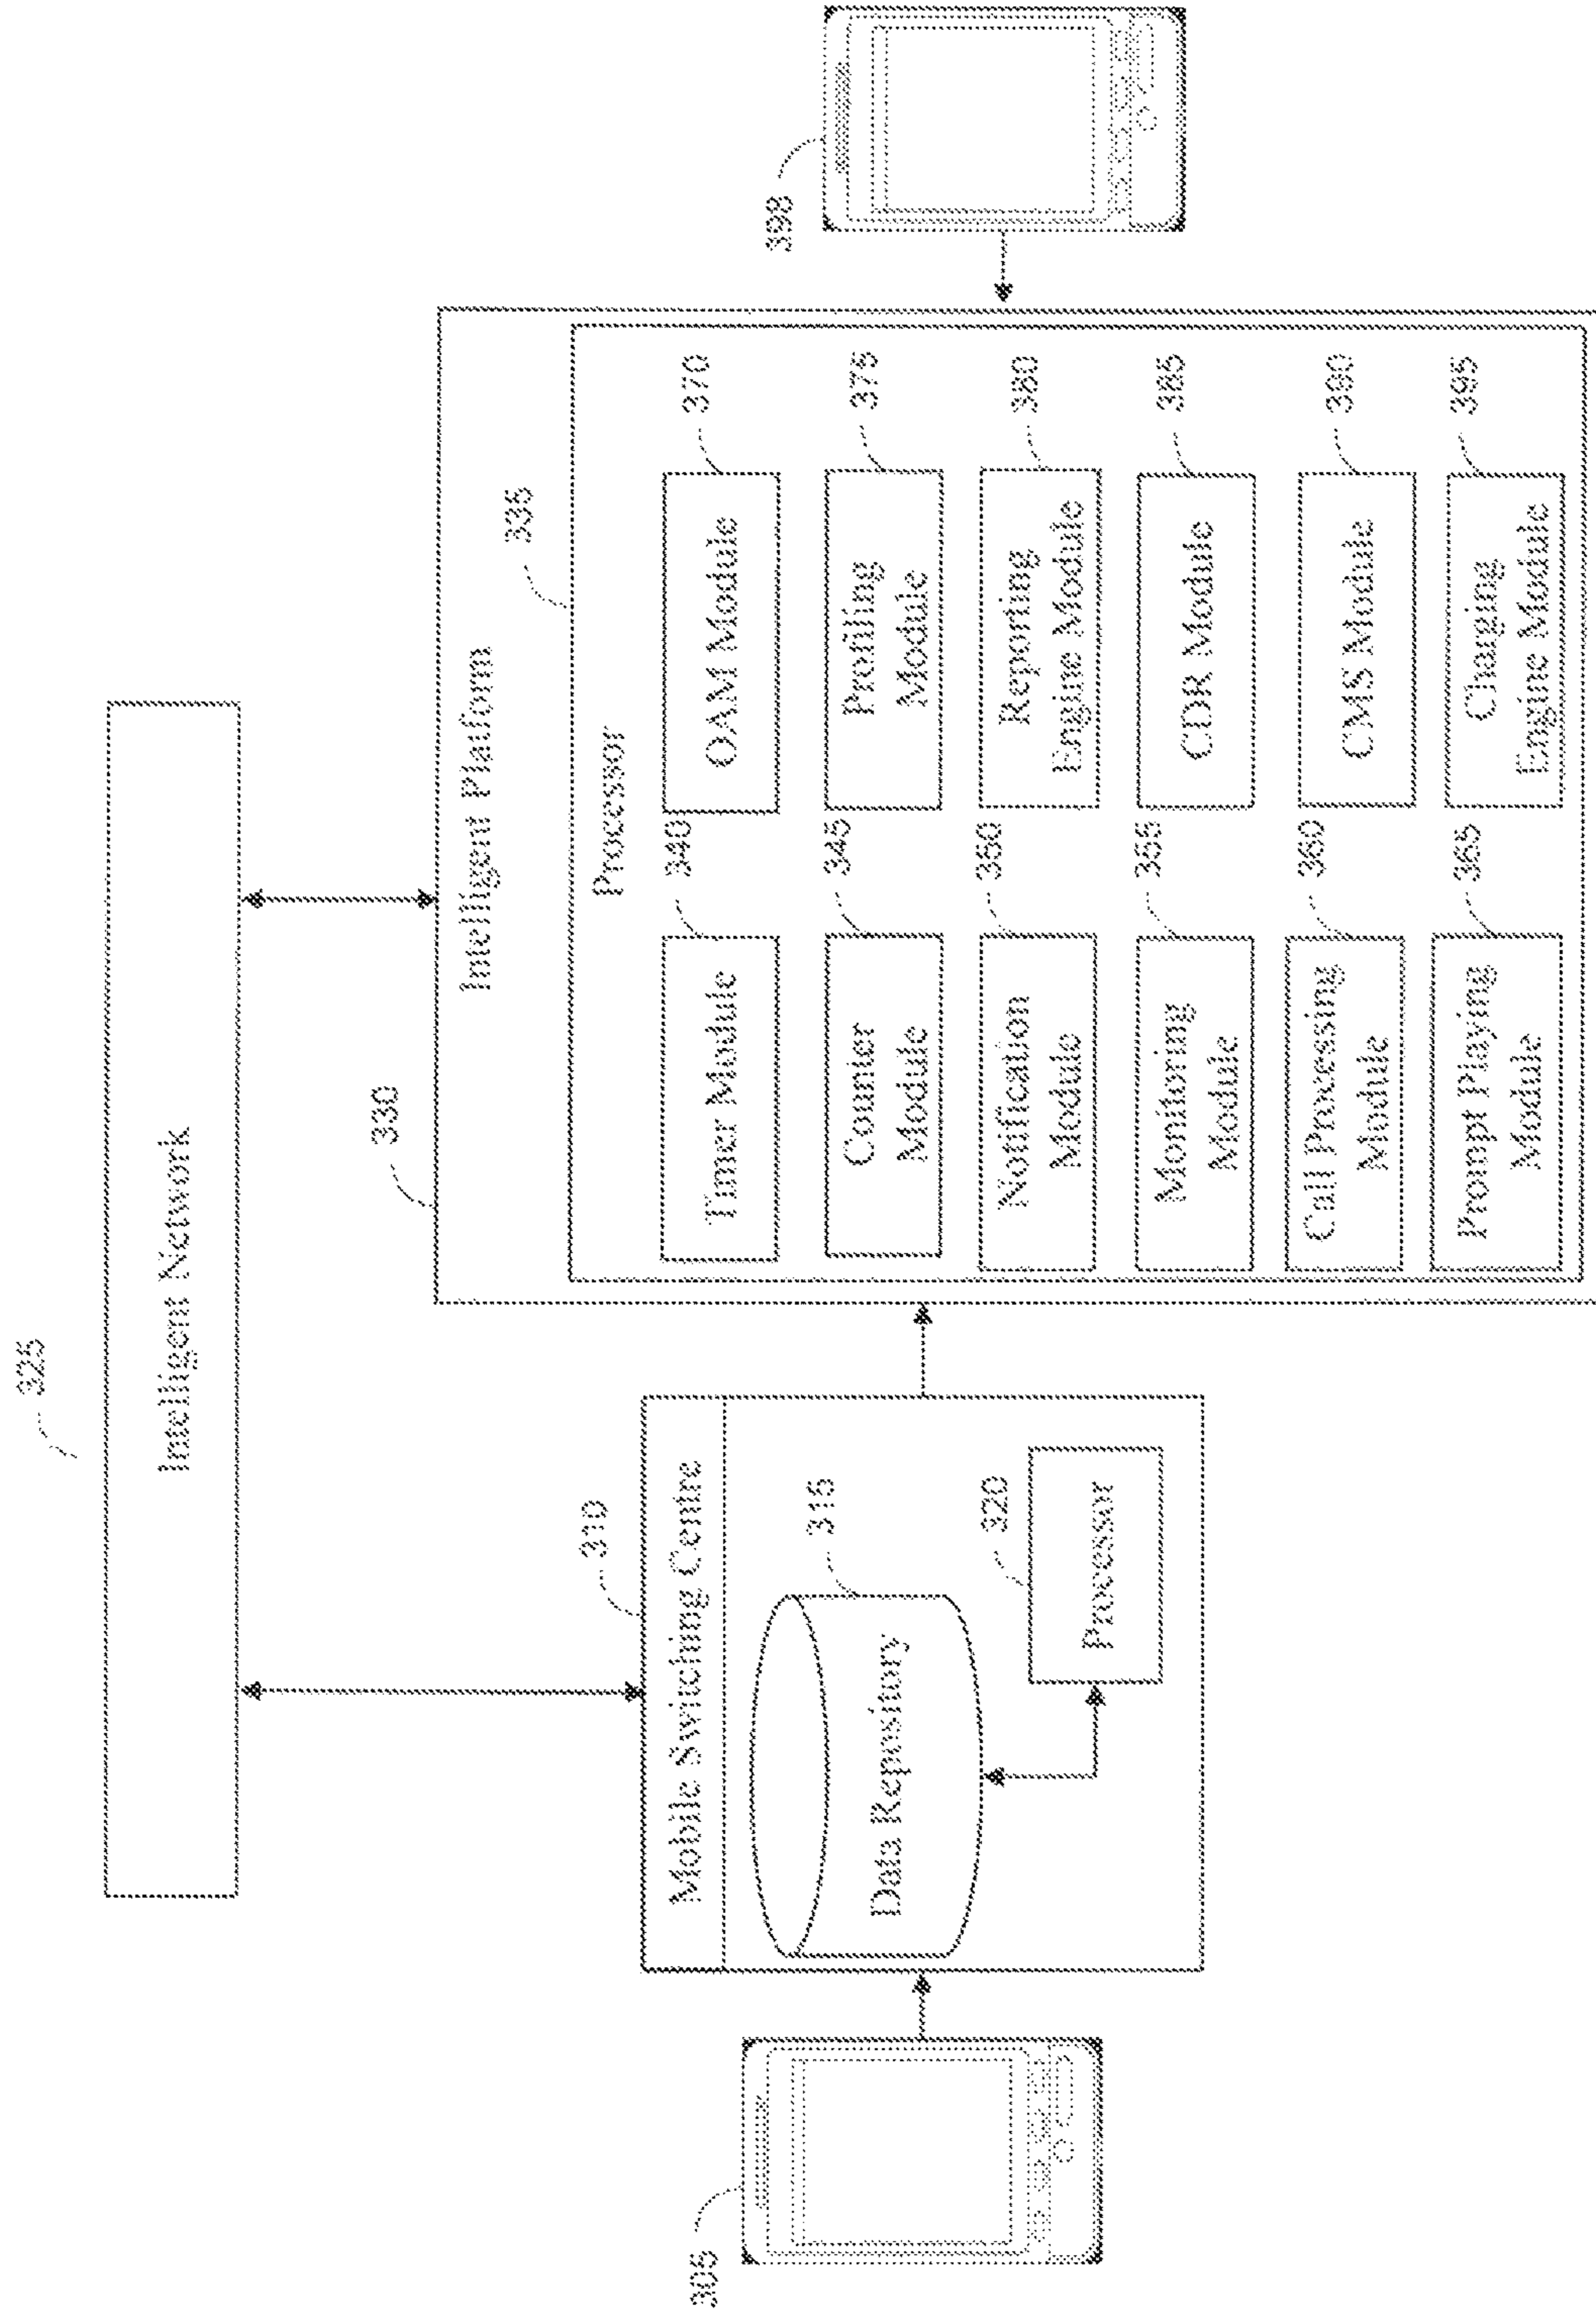 325
Intelligent Network
330
Intelligent Platform
335
Processor
310
Mobile Switching Centre
315
Data Repository
320
Processor
305
398
340
Timer Module
345
Counter
Module
350
Notification
Module
355
Monitoring
Module
360
Call Processing
Module
365
Prompt Playing
Module
370
OAM Module
375
Profiling
Module
380
Reporting
Engine Module
385
CDR Module
390
CMS Module
395
Charging
Engine Module